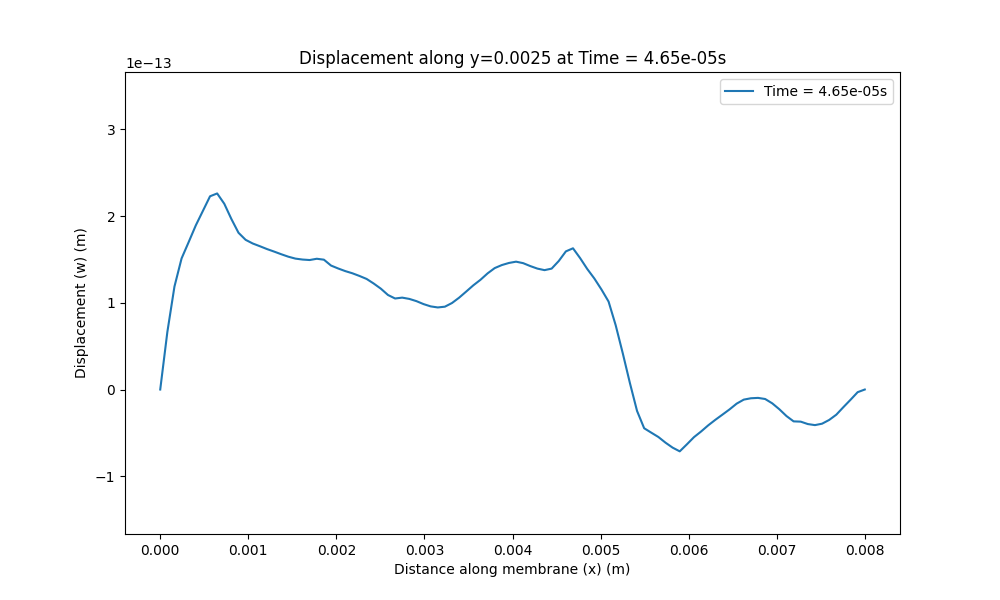 Displacement along y=0.0025 at Time = 4.65e-05s
1e−13
Time = 4.65e-05s
3
2
1
0
−1
Displacement (w) (m)
0.000 0.001 0.002 0.003 0.004 0.005 0.006 0.007 0.008
Distance along membrane (x) (m)